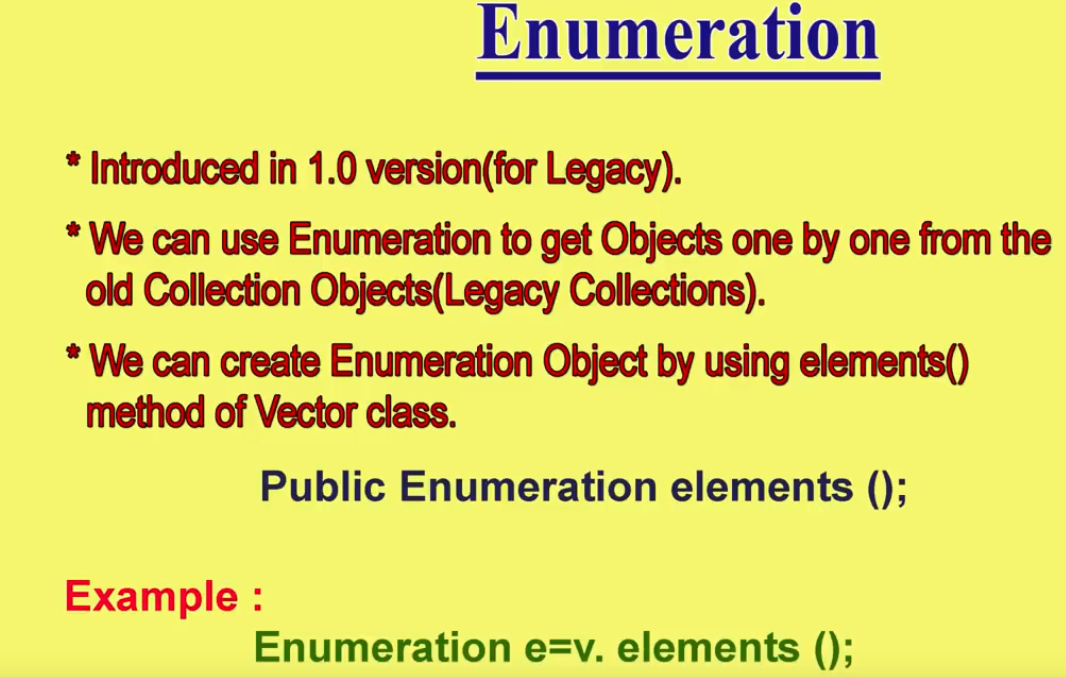 Enumeration
* Introduced in 1.0 version(for Legacy).
* We can use Enumeration to get Objects one by one from the
old Collection Objects(Legacy Collections).
* We can create Enumeration Object by using elements()
method of Vector class.
Public Enumeration elements ();
Example :
Enumeration e=v. elements ();